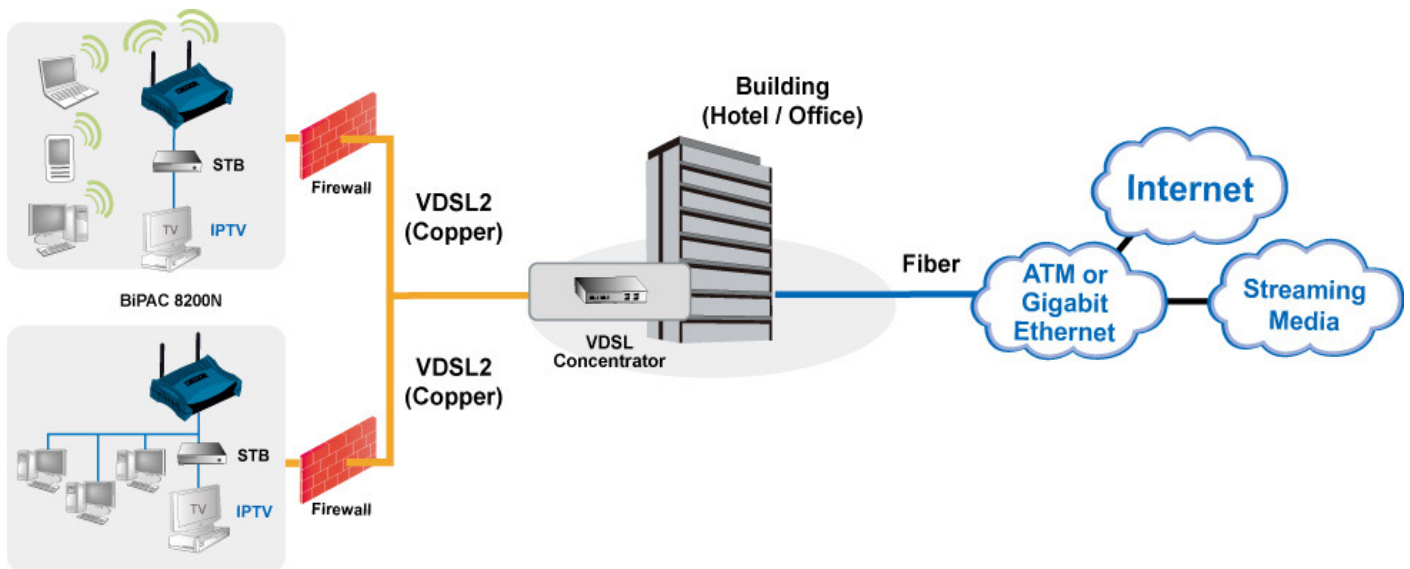 STB
TV
IPTV
Firewall
BiPAC 8200N
STB
TV
IPTV
Firewall
VDSL2
(Copper)
VDSL2
(Copper)
Building
(Hotel / Office)
VDSL
Concentrator
Fiber
Internet
ATM or
Gigabit
Ethernet
Streaming
Media